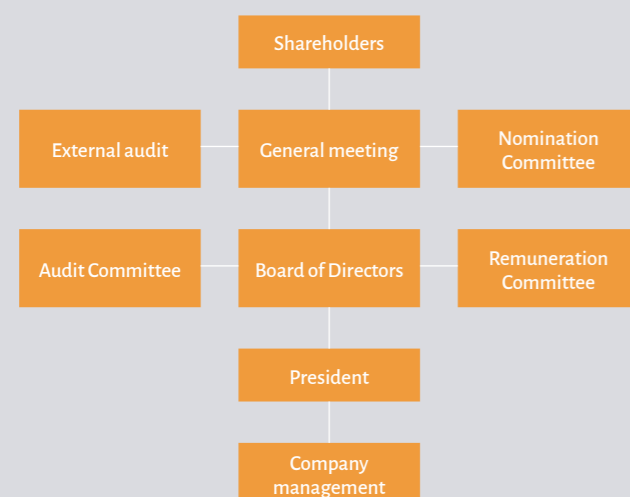 Shareholders
External audit
General meeting
Nomination
Committee
Audit Committee
Board of Directors
Remuneration
Committee
President
Company
management